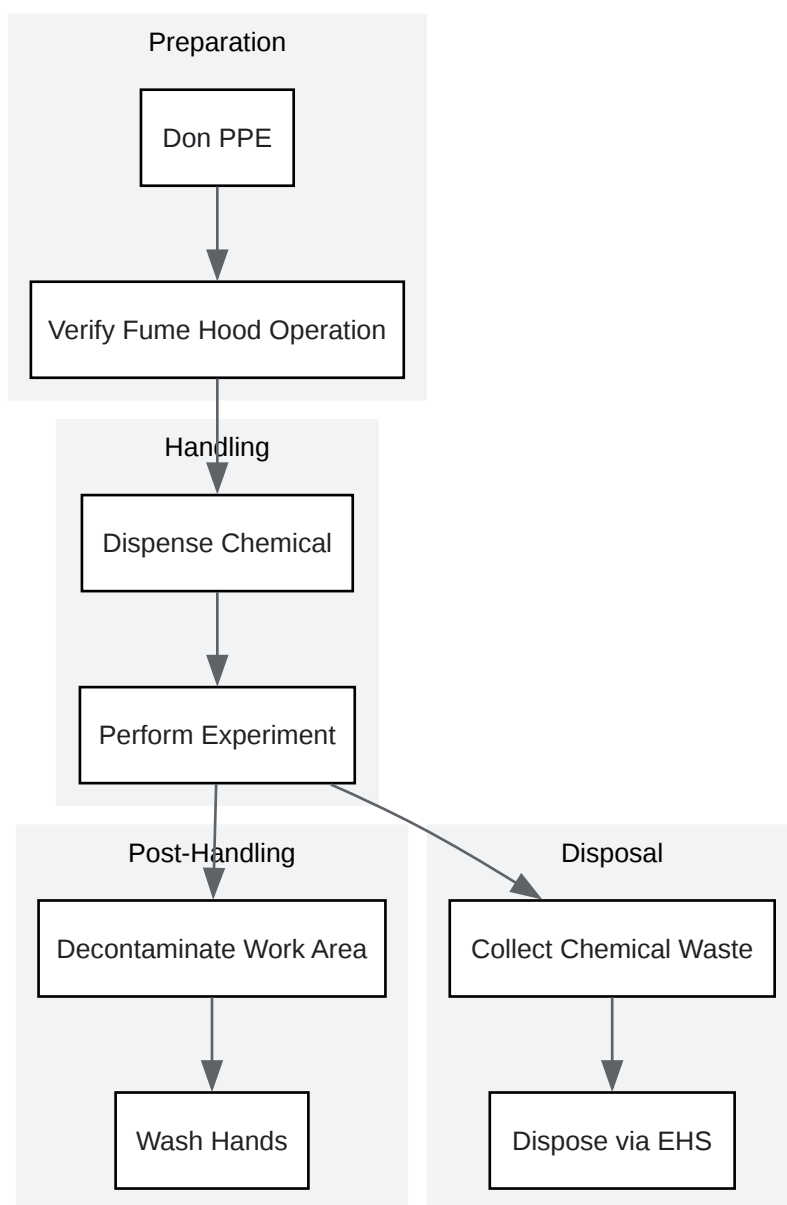 Preparation
Don PPE
Verify Fume Hood Operation
Handling
Dispense Chemical
Perform Experiment
Post-Handling
Decontaminate Work Area
Wash Hands
Disposal
Collect Chemical Waste
Dispose via EHS